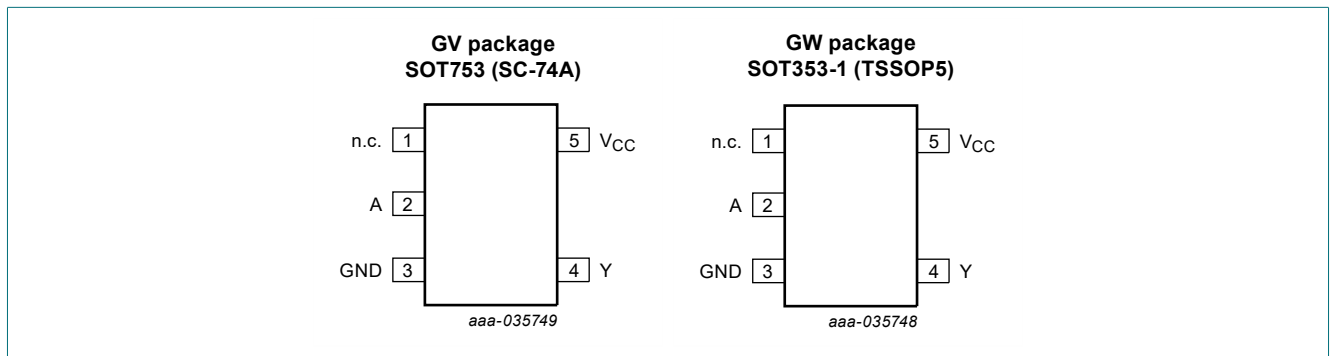 GV package
SOT753 (SC-74A)
n.c. 1
5 VCC
A 2
GND 3
4 Y
aaa-035749
GW package
SOT353-1 (TSSOP5)
n.c. 1
5 VCC
A 2
GND 3
4 Y
aaa-035748